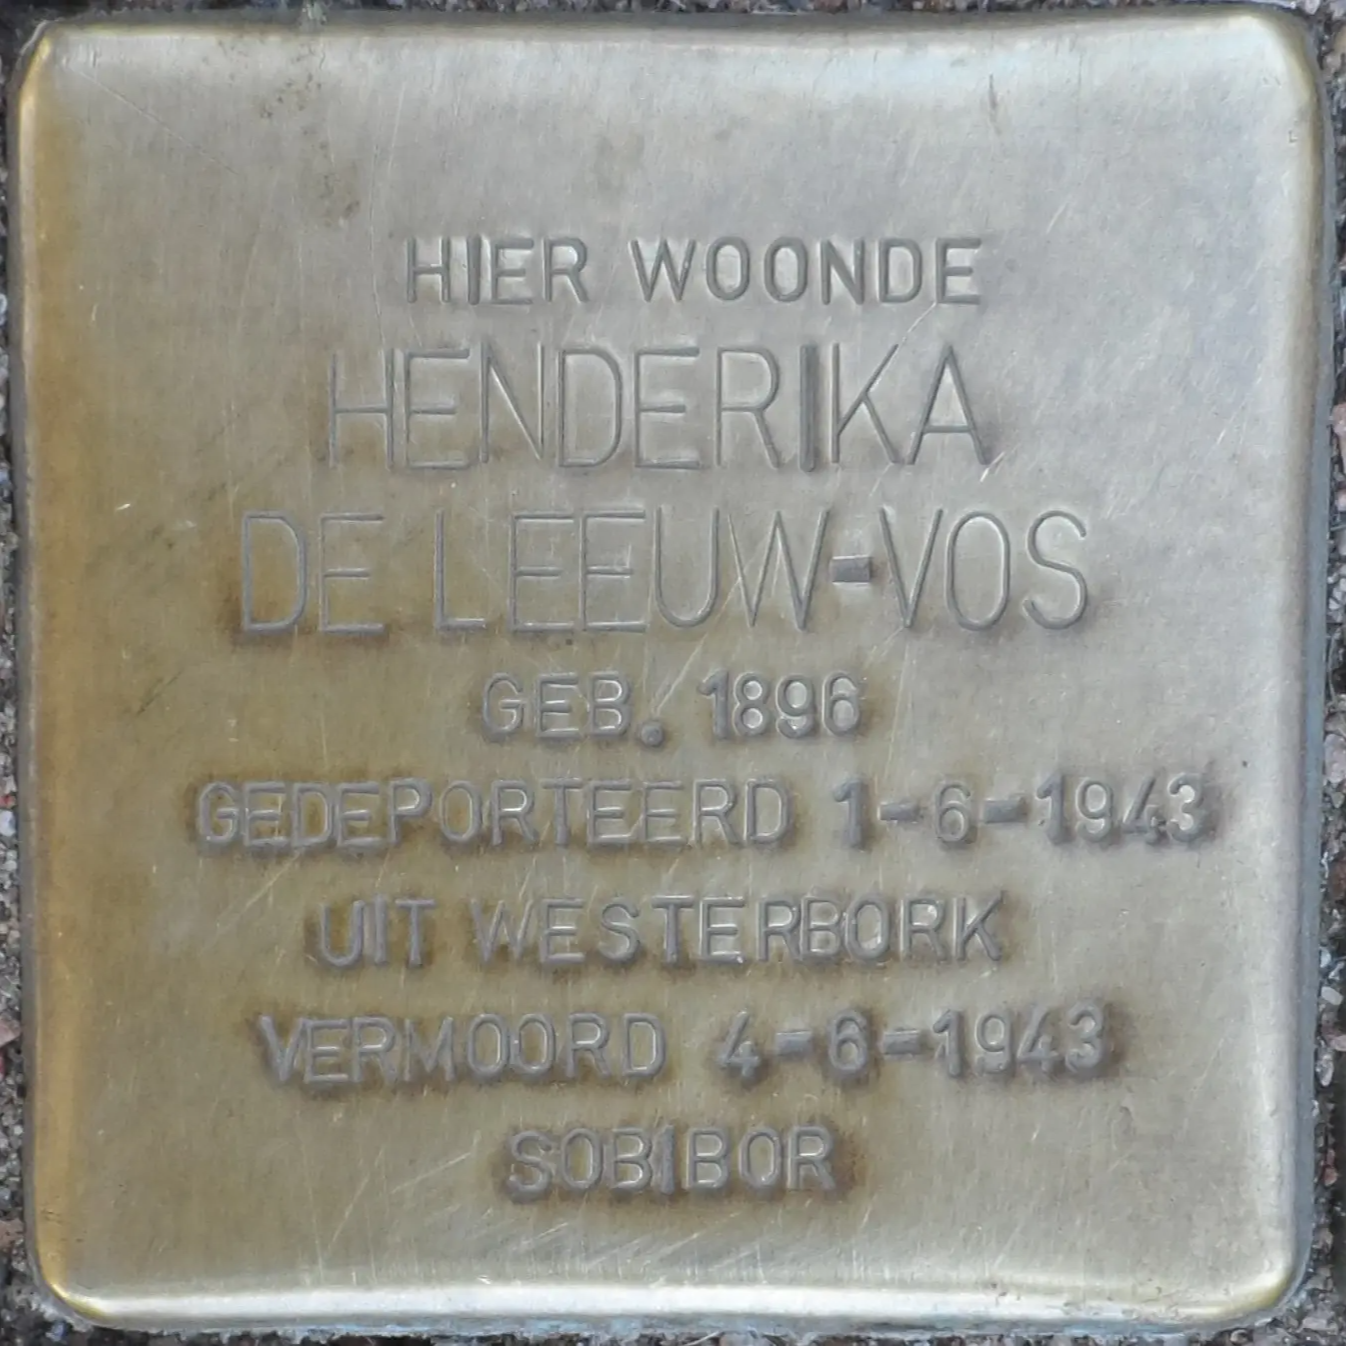 HIER WOONDE
HENDERIKA
DE LEEUW-VOS
GEB. 1896
GEDEPORTEERD 1-6-1943
UIT WESTERBORK
VERMOORD 4-6-1943
SOBIBOR